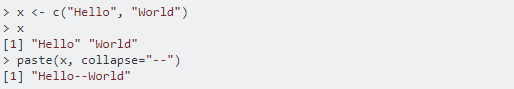 > x <- c("Hello", "World")
> x
[1] "Hello" "World"
> paste(x, collapse="--")
[1] "Hello--World"